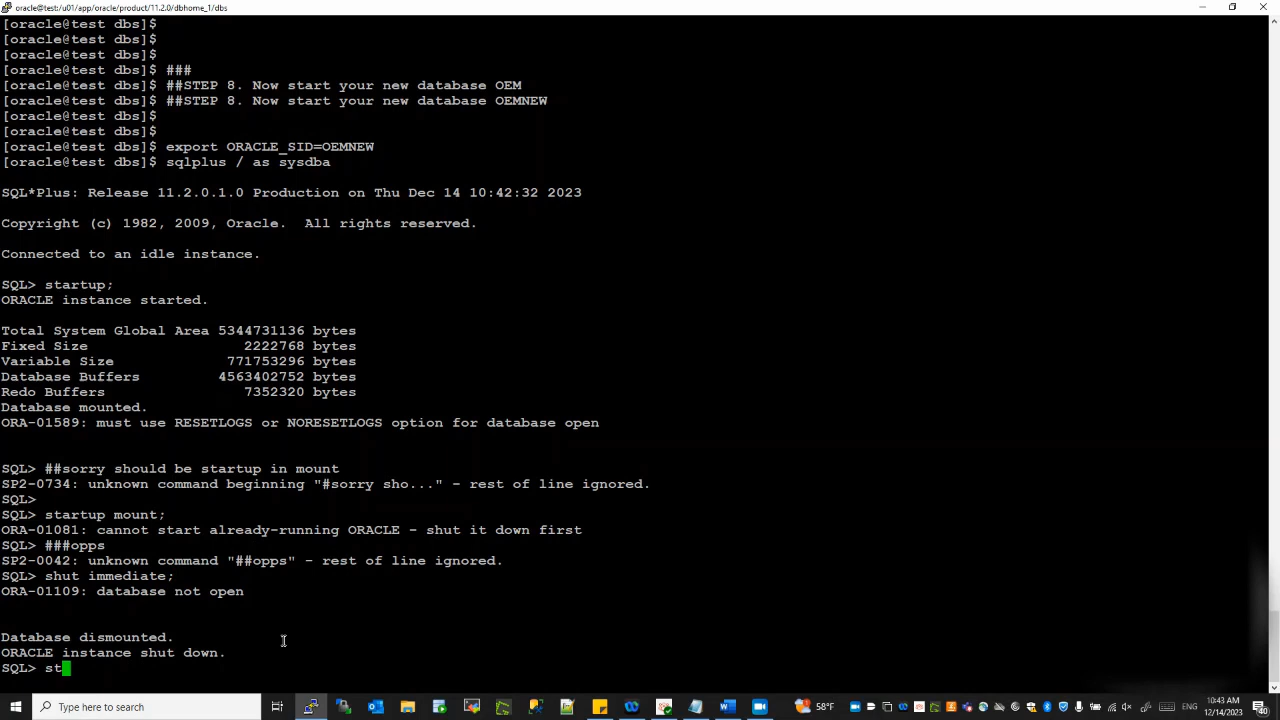 oracle@test:/u01/app/oracle/product/11.2.0/dbhome_1/dbs
[oracle@test dbs]$
[oracle@test dbs]$
[oracle@test dbs]$
[oracle@test dbs]$ ###
[oracle@test dbs]$ ##STEP 8. Now start your new database OEM
[oracle@test dbs]$ ##STEP 8. Now start your new database OEMNEW
[oracle@test dbs]$
[oracle@test dbs]$
[oracle@test dbs]$ export ORACLE_SID=OEMNEW
[oracle@test dbs]$ sqlplus / as sysdba
SQL*Plus: Release 11.2.0.1.0 Production on Thu Dec 14 10:42:32 2023
Copyright (c) 1982, 2009, Oracle.  All rights reserved.
Connected to an idle instance.
SQL> startup;
ORACLE instance started.
Total System Global Area 5344731136 bytes
Fixed Size                  2222768 bytes
Variable Size             771753296 bytes
Database Buffers         4563402752 bytes
Redo Buffers                7352320 bytes
Database mounted.
ORA-01589: must use RESETLOGS or NORESETLOGS option for database open
SQL> ##sorry should be startup in mount
SP2-0734: unknown command beginning "#sorry sho..." - rest of line ignored.
SQL>
SQL> startup mount;
ORA-01081: cannot start already-running ORACLE - shut it down first
SQL> ###opps
SP2-0042: unknown command "##opps" - rest of line ignored.
SQL> shut immediate;
ORA-01109: database not open
Database dismounted.
ORACLE instance shut down.
SQL> st
Type here to search
58°F
ENG
10:43 AM
12/14/2023